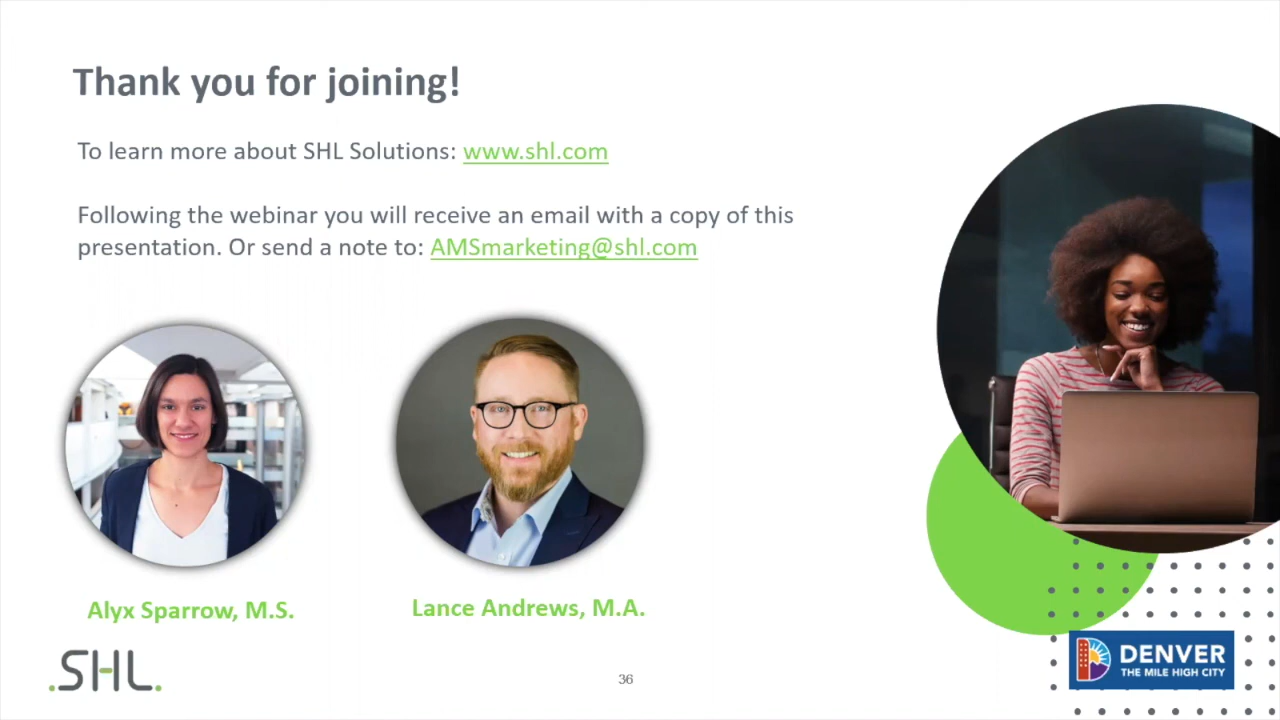 Thank you for joining!
To learn more about SHL Solutions: www.shl.com
Following the webinar you will receive an email with a copy of this
presentation. Or send a note to: AMSmarketing@shl.com
Alyx Sparrow, M.S.
Lance Andrews, M.A.
.SHL.
36
DENVER
THE MILE HIGH CITY